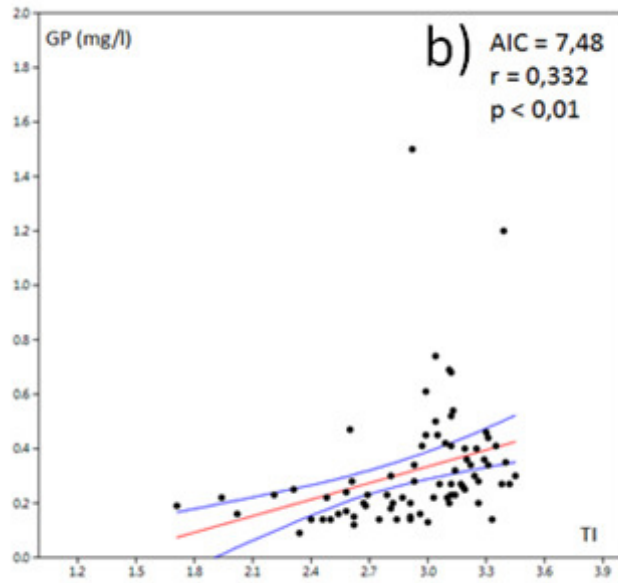 2.0
GP (mg/l)
b)
AIC = 7,48
r = 0,332
p < 0,01
1.8
1.6
1.4
1.2
1.0
0.8
0.6
0.4
0.2
TI
0.0
1.2 1.5 1.8 2.1 2.4 2.7 3.0 3.3 3.6 3.9